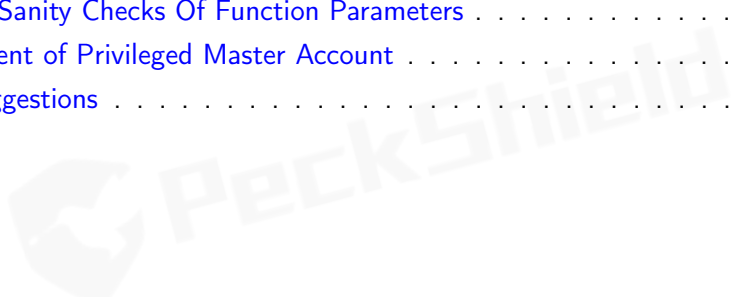 Sanity Checks Of Function Parameters . . . . . . . . . . . .
ent of Privileged Master Account . . . . . . . . . . . . . . .
ggestions . . . . . . . . . . . . . . . . . . . . . . . . . . . .
PeckShield